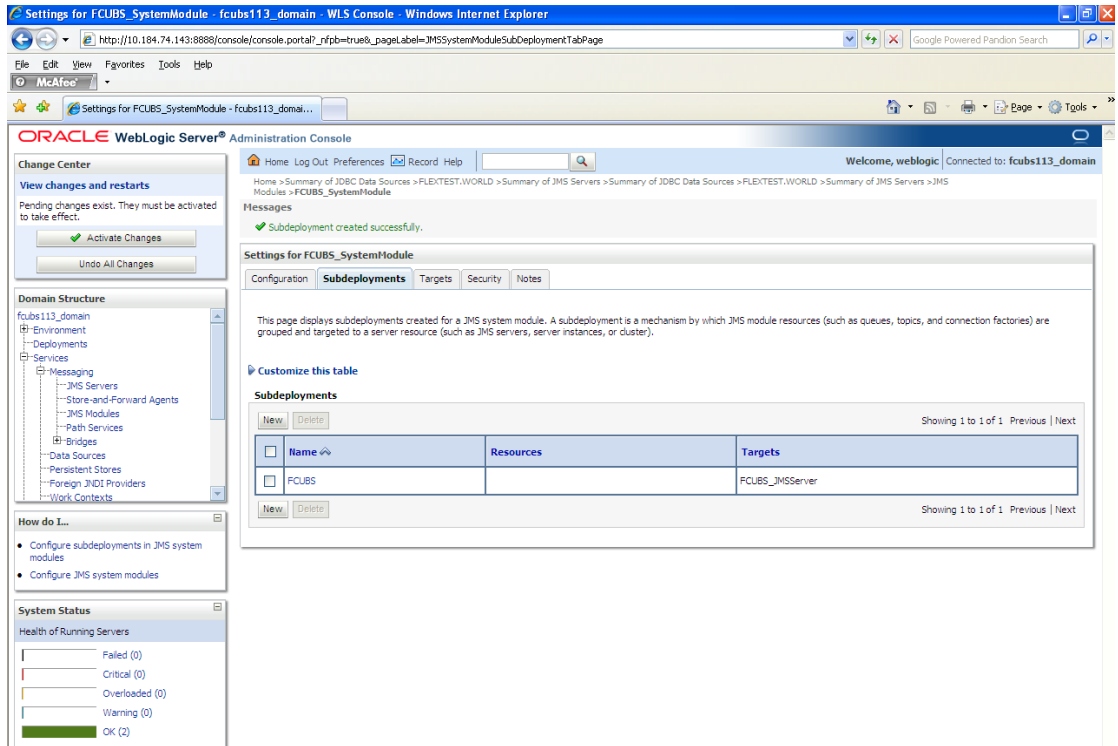 Settings for FCUBS_SystemModule - fcubs113_domain - WLS Console - Windows Internet Explorer
http://10.184.74.143:8888/console/console.portal?_nfpb=true&_pageLabel=JMSSystemModuleSubDeploymentTabPage
Google Powered Pandion Search
File Edit View Favorites Tools Help
McAfee
Settings for FCUBS_SystemModule - fcubs113_domai...
Page Tools »
ORACLE WebLogic Server® Administration Console
Change Center
View changes and restarts
Pending changes exist. They must be activated
to take effect.
Activate Changes
Undo All Changes
Domain Structure
fcubs113_domain
Environment
Deployments
Services
Messaging
JMS Servers
Store-and-Forward Agents
JMS Modules
Path Services
Bridges
Data Sources
Persistent Stores
Foreign JNDI Providers
Work Contexts
How do I...
Configure subdeployments in JMS system
modules
Configure JMS system modules
System Status
Health of Running Servers
Failed (0)
Critical (0)
Overloaded (0)
Warning (0)
OK (2)
Home Log Out Preferences Record Help
Welcome, weblogic Connected to: fcubs113_domain
Home >Summary of JDBC Data Sources >FLEXTEST.WORLD >Summary of JMS Servers >Summary of JDBC Data Sources >FLEXTEST.WORLD >Summary of JMS Servers >JMS
Modules >FCUBS_SystemModule
Messages
Subdeployment created successfully.
Settings for FCUBS_SystemModule
Configuration Subdeployments Targets Security Notes
This page displays subdeployments created for a JMS system module. A subdeployment is a mechanism by which JMS module resources (such as queues, topics, and connection factories) are
grouped and targeted to a server resource (such as JMS servers, server instances, or cluster).
Customize this table
Subdeployments
New Delete Showing 1 to 1 of 1 Previous | Next
Name Resources Targets
FCUBS FCUBS_JMSServer
New Delete Showing 1 to 1 of 1 Previous | Next